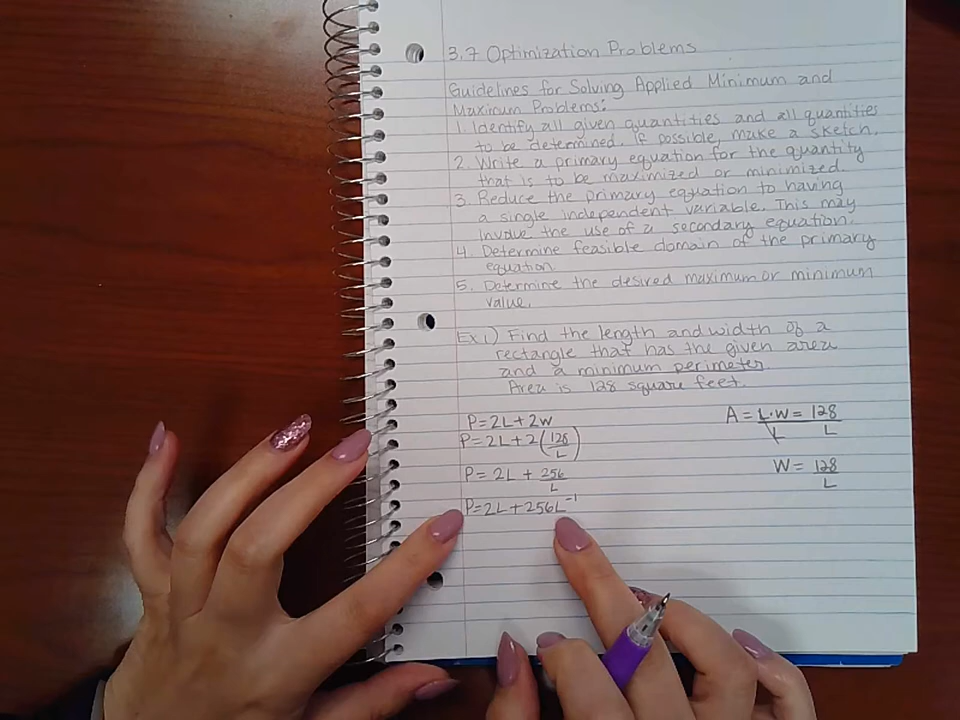 3.7 Optimization Problems
Guidelines for Solving Applied Minimum and
Maximum Problems:
1. Identify all given quantities and all quantities
to be determined. If possible, make a sketch.
2. Write a primary equation for the quantity
that is to be maximized or minimized.
3. Reduce the primary equation to having
a single independent variable. This may
involve the use of a secondary equation.
4. Determine feasible domain of the primary
equation
5. Determine the desired maximum or minimum
value.
Ex 1) Find the length and width of a
rectangle that has the given area
and a minimum perimeter.
Area is 128 square feet.
P=2L+2W
P=2L+2(128/L)
P=2L+256/L
P=2L+256L⁻¹
A = L·W/L = 128/L
W = 128/L